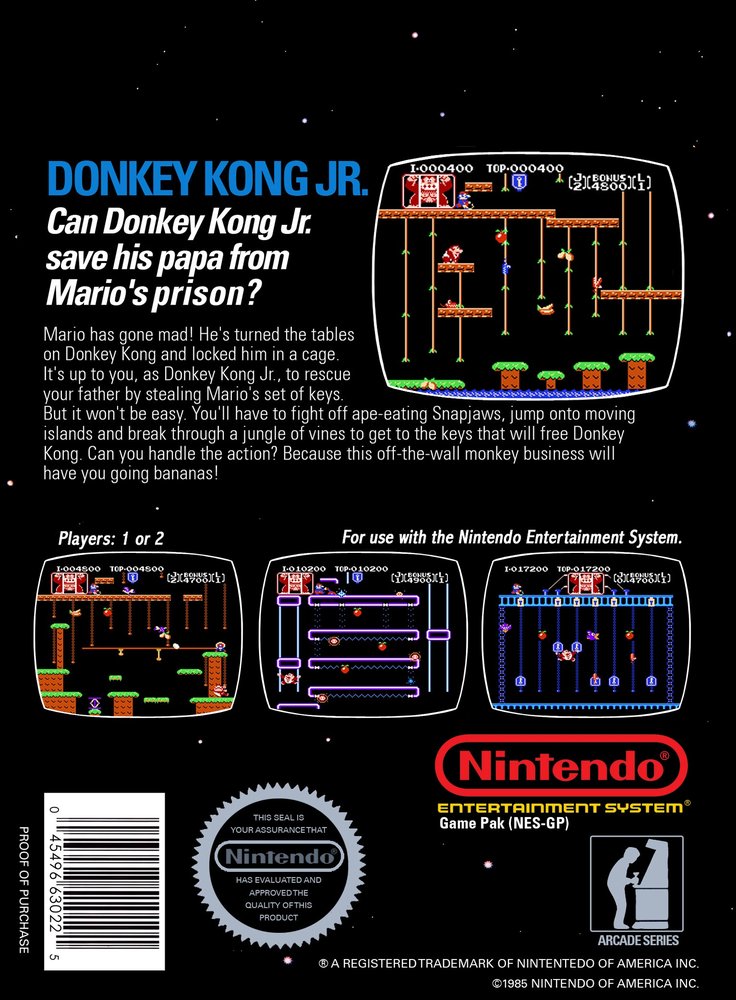 DONKEY KONG JR.
Can Donkey Kong Jr.
save his papa from
Mario's prison?
Mario has gone mad! He's turned the tables
on Donkey Kong and locked him in a cage.
It's up to you, as Donkey Kong Jr., to rescue
your father by stealing Mario's set of keys.
But it won't be easy. You'll have to fight off ape-eating Snapjaws, jump onto moving
islands and break through a jungle of vines to get to the keys that will free Donkey
Kong. Can you handle the action? Because this off-the-wall monkey business will
have you going bananas!
I-000400 TOP-000400
BONUS
4800
Players: 1 or 2
For use with the Nintendo Entertainment System.
I-004800 TOP-004800
BONUS
4700
I-010200 TOP-010200
BONUS
4900
I-017200 TOP-017200
BONUS
4700
Nintendo®
ENTERTAINMENT SYSTEM®
Game Pak (NES-GP)
PROOF OF PURCHASE
0 45496 63022 5
THIS SEAL IS
YOUR ASSURANCE THAT
Nintendo®
HAS EVALUATED AND
APPROVED THE
QUALITY OF THIS
PRODUCT
ARCADE SERIES
® A REGISTERED TRADEMARK OF NINTENTEDO OF AMERICA INC.
©1985 NINTENDO OF AMERICA INC.